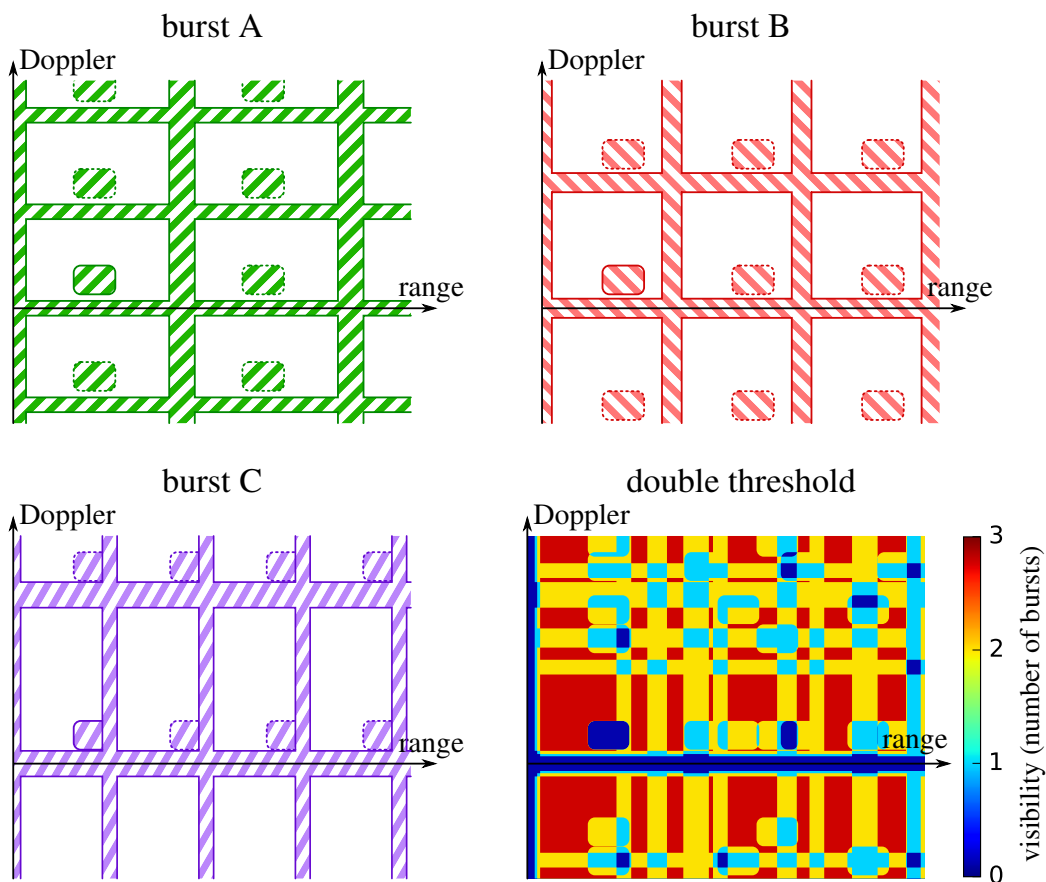 burst A
Doppler
range
burst B
Doppler
range
burst C
Doppler
range
double threshold
Doppler
range
3
2
1
0
visibility (number of bursts)